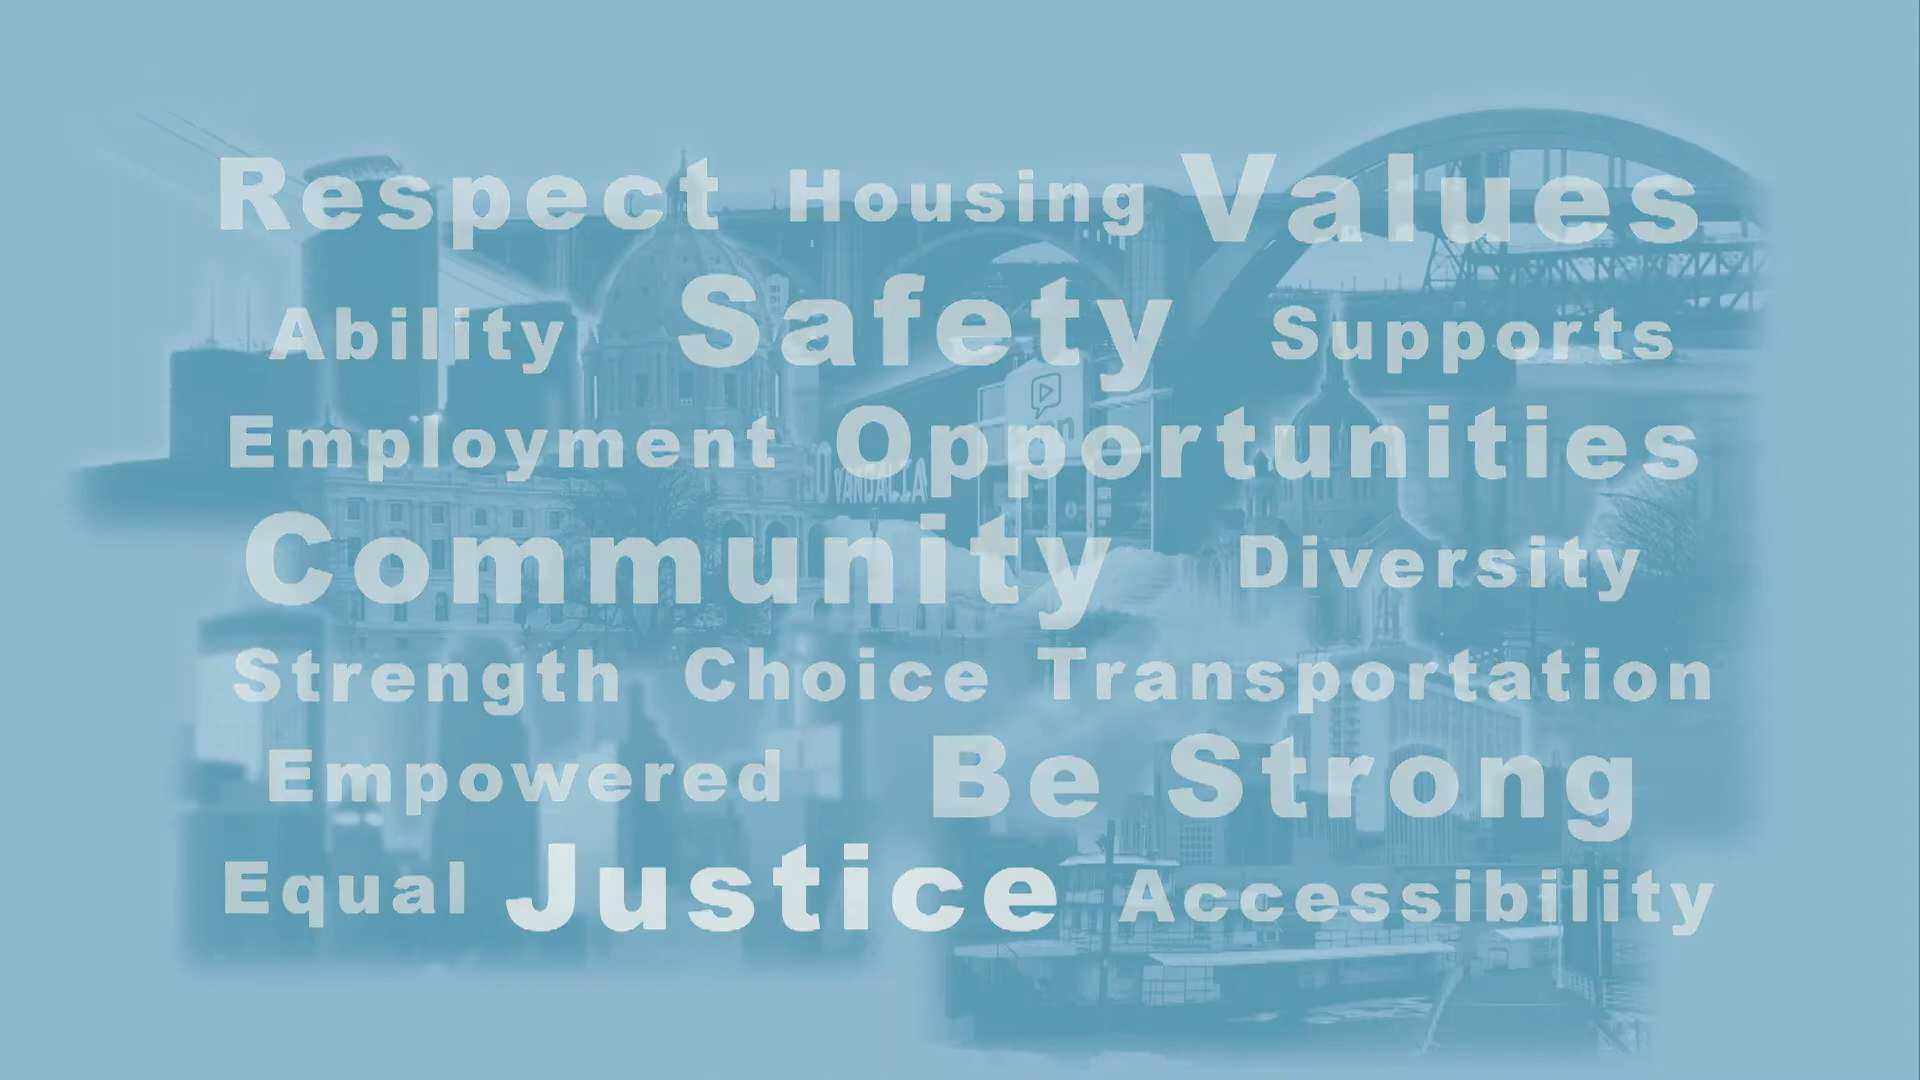 Respect Housing Values
Ability Safety Supports
Employment Opportunities
VANDALIA
Community Diversity
Strength Choice Transportation
Empowered Be Strong
Equal Justice Accessibility